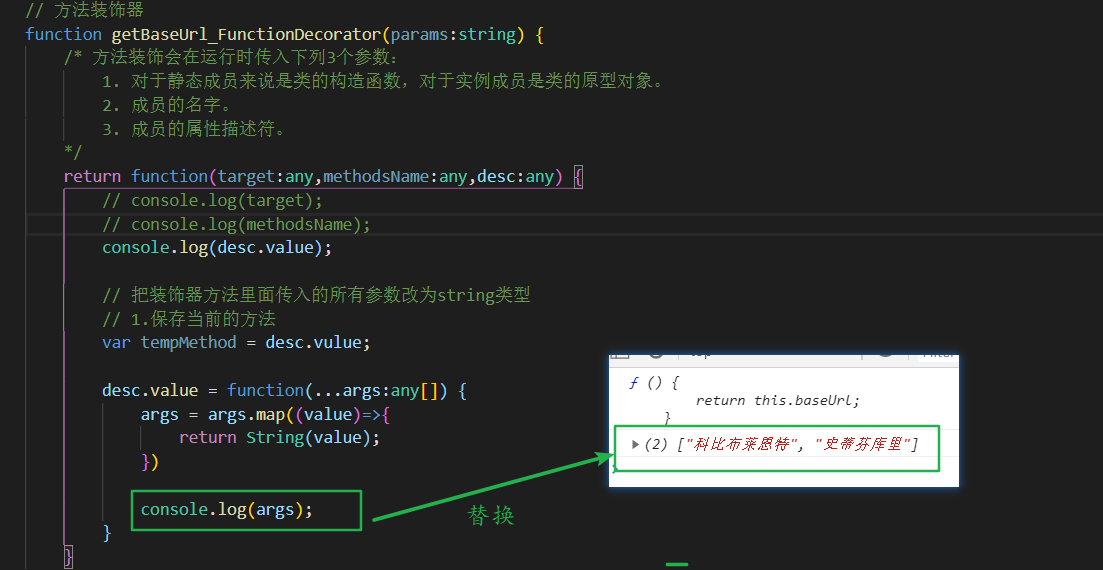 // 方法装饰器
function getBaseUrl_FunctionDecorator(params:string) {
/* 方法装饰会在运行时传入下列3个参数：
1. 对于静态成员来说是类的构造函数，对于实例成员是类的原型对象。
2. 成员的名字。
3. 成员的属性描述符。
*/
return function(target:any,methodsName:any,desc:any) {
// console.log(target);
// console.log(methodsName);
console.log(desc.value);
// 把装饰器方法里面传入的所有参数改为string类型
// 1.保存当前的方法
var tempMethod = desc.vulue;
desc.value = function(...args:any[]) {
args = args.map((value)=>{
return String(value);
})
console.log(args);
}
}
替换
ƒ () {
return this.baseUrl;
}
▶(2) ["科比布莱恩特", "史蒂芬库里"]